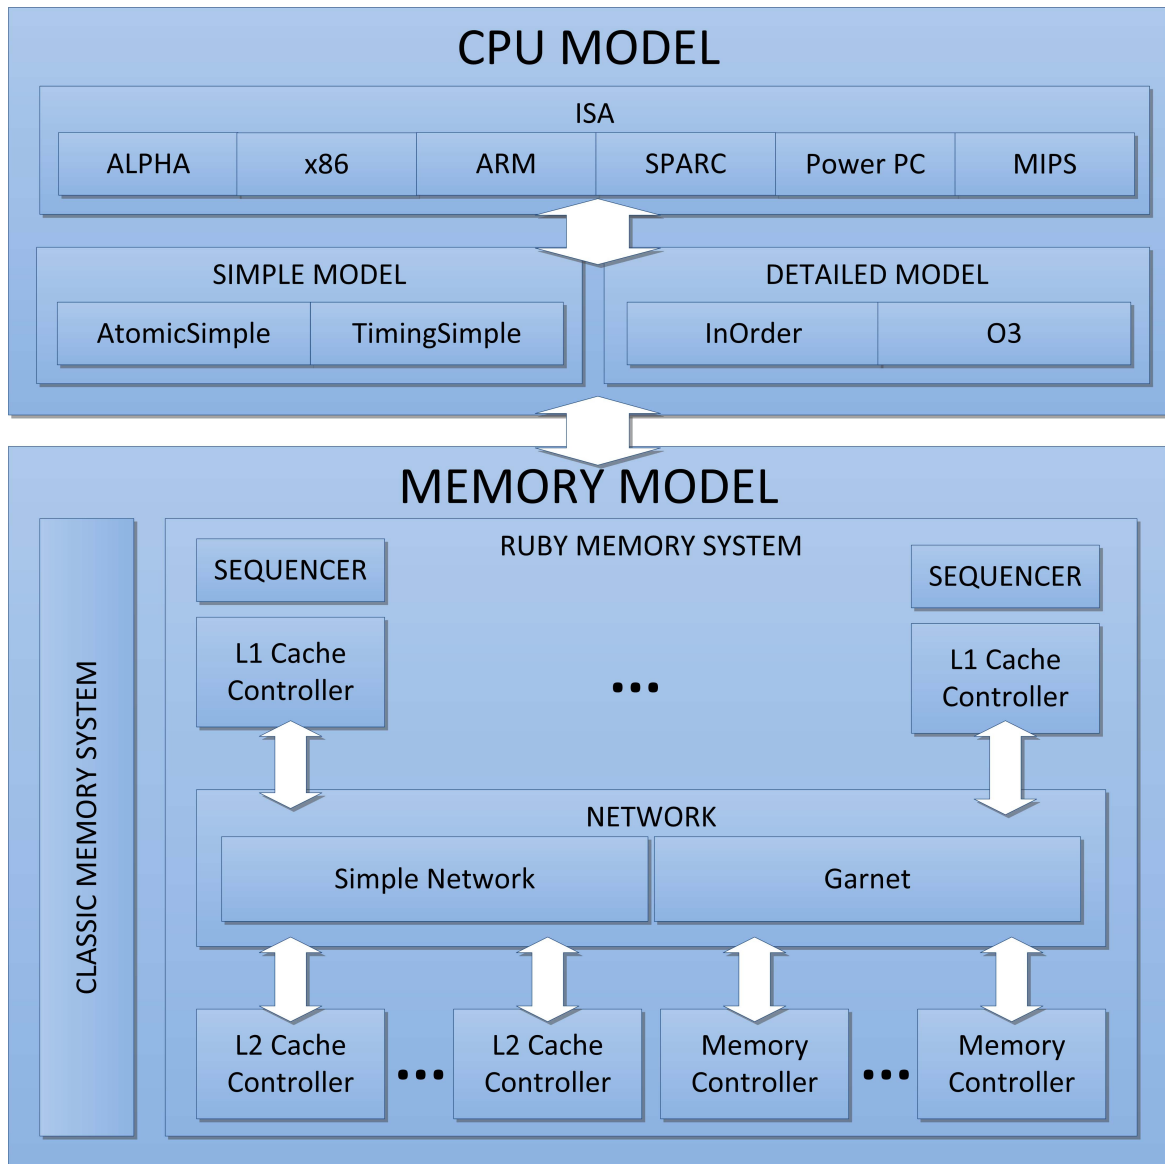 CPU MODEL
ISA
ALPHA x86 ARM SPARC Power PC MIPS
SIMPLE MODEL
AtomicSimple TimingSimple
DETAILED MODEL
InOrder O3
MEMORY MODEL
CLASSIC MEMORY SYSTEM
RUBY MEMORY SYSTEM
SEQUENCER
L1 Cache
Controller
...
SEQUENCER
L1 Cache
Controller
NETWORK
Simple Network Garnet
L2 Cache
Controller
...
L2 Cache
Controller
Memory
Controller
...
Memory
Controller